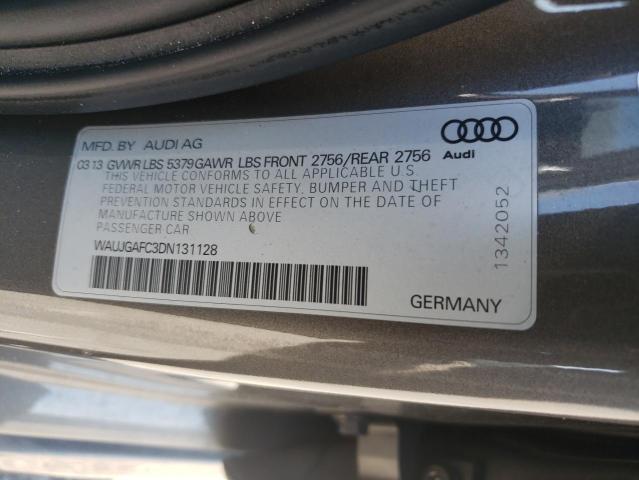 MFD. BY AUDI AG
03 13 GVWR LBS 5379 GAWR LBS FRONT 2756/REAR 2756
Audi
THIS VEHICLE CONFORMS TO ALL APPLICABLE U.S
FEDERAL MOTOR VEHICLE SAFETY, BUMPER AND THEFT
PREVENTION STANDARDS IN EFFECT ON THE DATE OF
MANUFACTURE SHOWN ABOVE
PASSENGER CAR
WAUJGAFC3DN131128
GERMANY
1342052